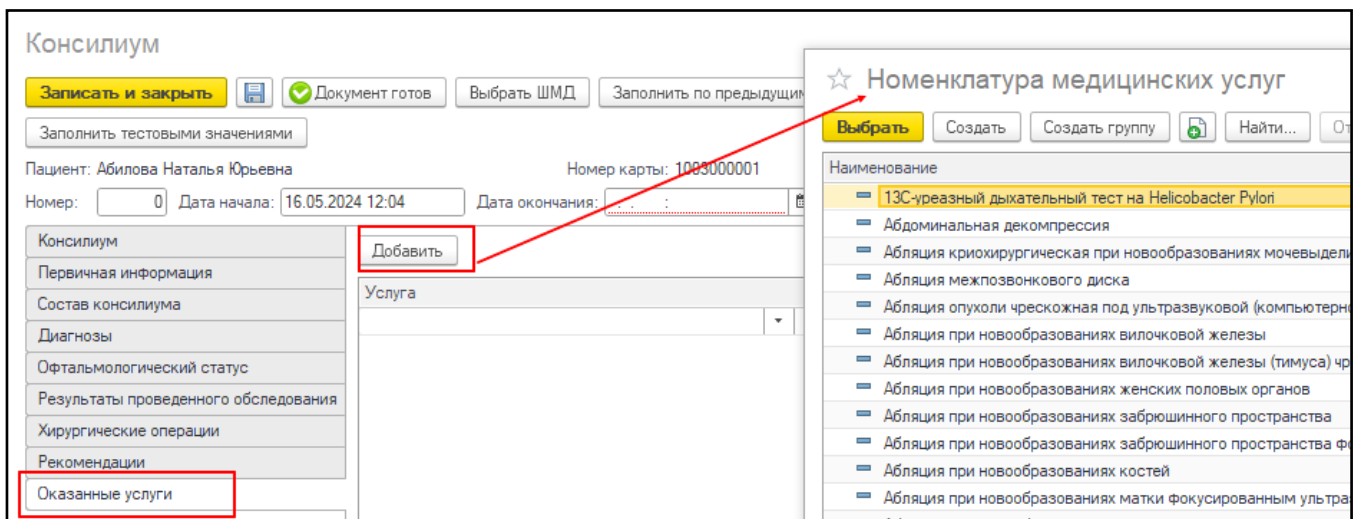 Консилиум
Записать и закрыть
Документ готов
Выбрать ШМД
Заполнить по предыдущим
Заполнить тестовыми значениями
Пациент: Абилова Наталья Юрьевна
Номер карты: 1003000001
Номер: 0 Дата начала: 16.05.2024 12:04 Дата окончания: . . :
Консилиум
Первичная информация
Состав консилиума
Диагнозы
Офтальмологический статус
Результаты проведенного обследования
Хирургические операции
Рекомендации
Оказанные услуги
Добавить
Услуга
Номенклатура медицинских услуг
Выбрать
Создать
Создать группу
Найти...
От
Наименование
13С-уреазный дыхательный тест на Helicobacter Pylori
Абдоминальная декомпрессия
Абляция криохирургическая при новообразованиях мочевыдели
Абляция межпозвонкового диска
Абляция опухоли чрескожная под ультразвуковой (компьютерно
Абляция при новообразованиях вилочковой железы
Абляция при новообразованиях вилочковой железы (тимуса) чр
Абляция при новообразованиях женских половых органов
Абляция при новообразованиях забрюшинного пространства
Абляция при новообразованиях забрюшинного пространства фо
Абляция при новообразованиях костей
Абляция при новообразованиях матки фокусированным ультра